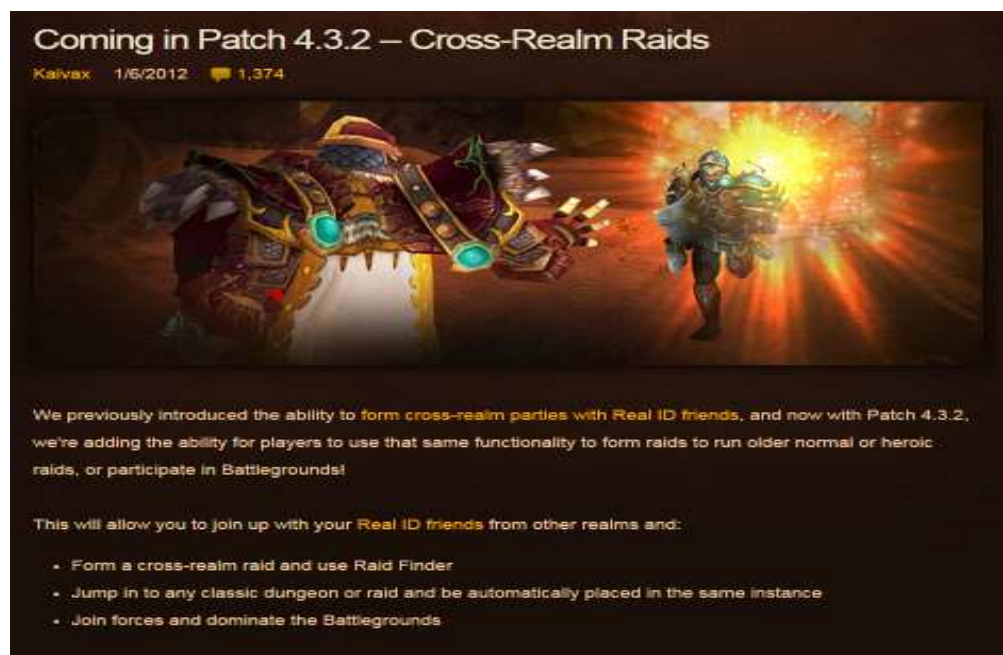 Coming in Patch 4.3.2 – Cross-Realm Raids
Kaivax 1/6/2012 1,374
We previously introduced the ability to form cross-realm parties with Real ID friends, and now with Patch 4.3.2,
we're adding the ability for players to use that same functionality to form raids to run older normal or heroic
raids, or participate in Battlegrounds!
This will allow you to join up with your Real ID friends from other realms and:
• Form a cross-realm raid and use Raid Finder
• Jump in to any classic dungeon or raid and be automatically placed in the same instance
• Join forces and dominate the Battlegrounds